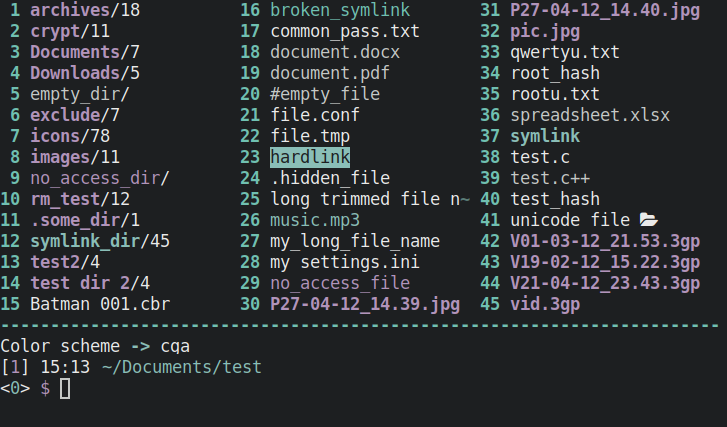 1 archives/18 16 broken_symlink 31 P27-04-12_14.40.jpg
2 crypt/11 17 common_pass.txt 32 pic.jpg
3 Documents/7 18 document.docx 33 qwertyu.txt
4 Downloads/5 19 document.pdf 34 root_hash
5 empty_dir/ 20 #empty_file 35 rootu.txt
6 exclude/7 21 file.conf 36 spreadsheet.xlsx
7 icons/78 22 file.tmp 37 symlink
8 images/11 23 hardlink 38 test.c
9 no_access_dir/ 24 .hidden_file 39 test.c++
10 rm_test/12 25 long trimmed file n~ 40 test_hash
11 .some_dir/1 26 music.mp3 41 unicode file
12 symlink_dir/45 27 my_long_file_name 42 V01-03-12_21.53.3gp
13 test2/4 28 my settings.ini 43 V19-02-12_15.22.3gp
14 test dir 2/4 29 no_access_file 44 V21-04-12_23.43.3gp
15 Batman 001.cbr 30 P27-04-12_14.39.jpg 45 vid.3gp
------------------------------------------------------------------------
Color scheme -> cga
[1] 15:13 ~/Documents/test
<0> $